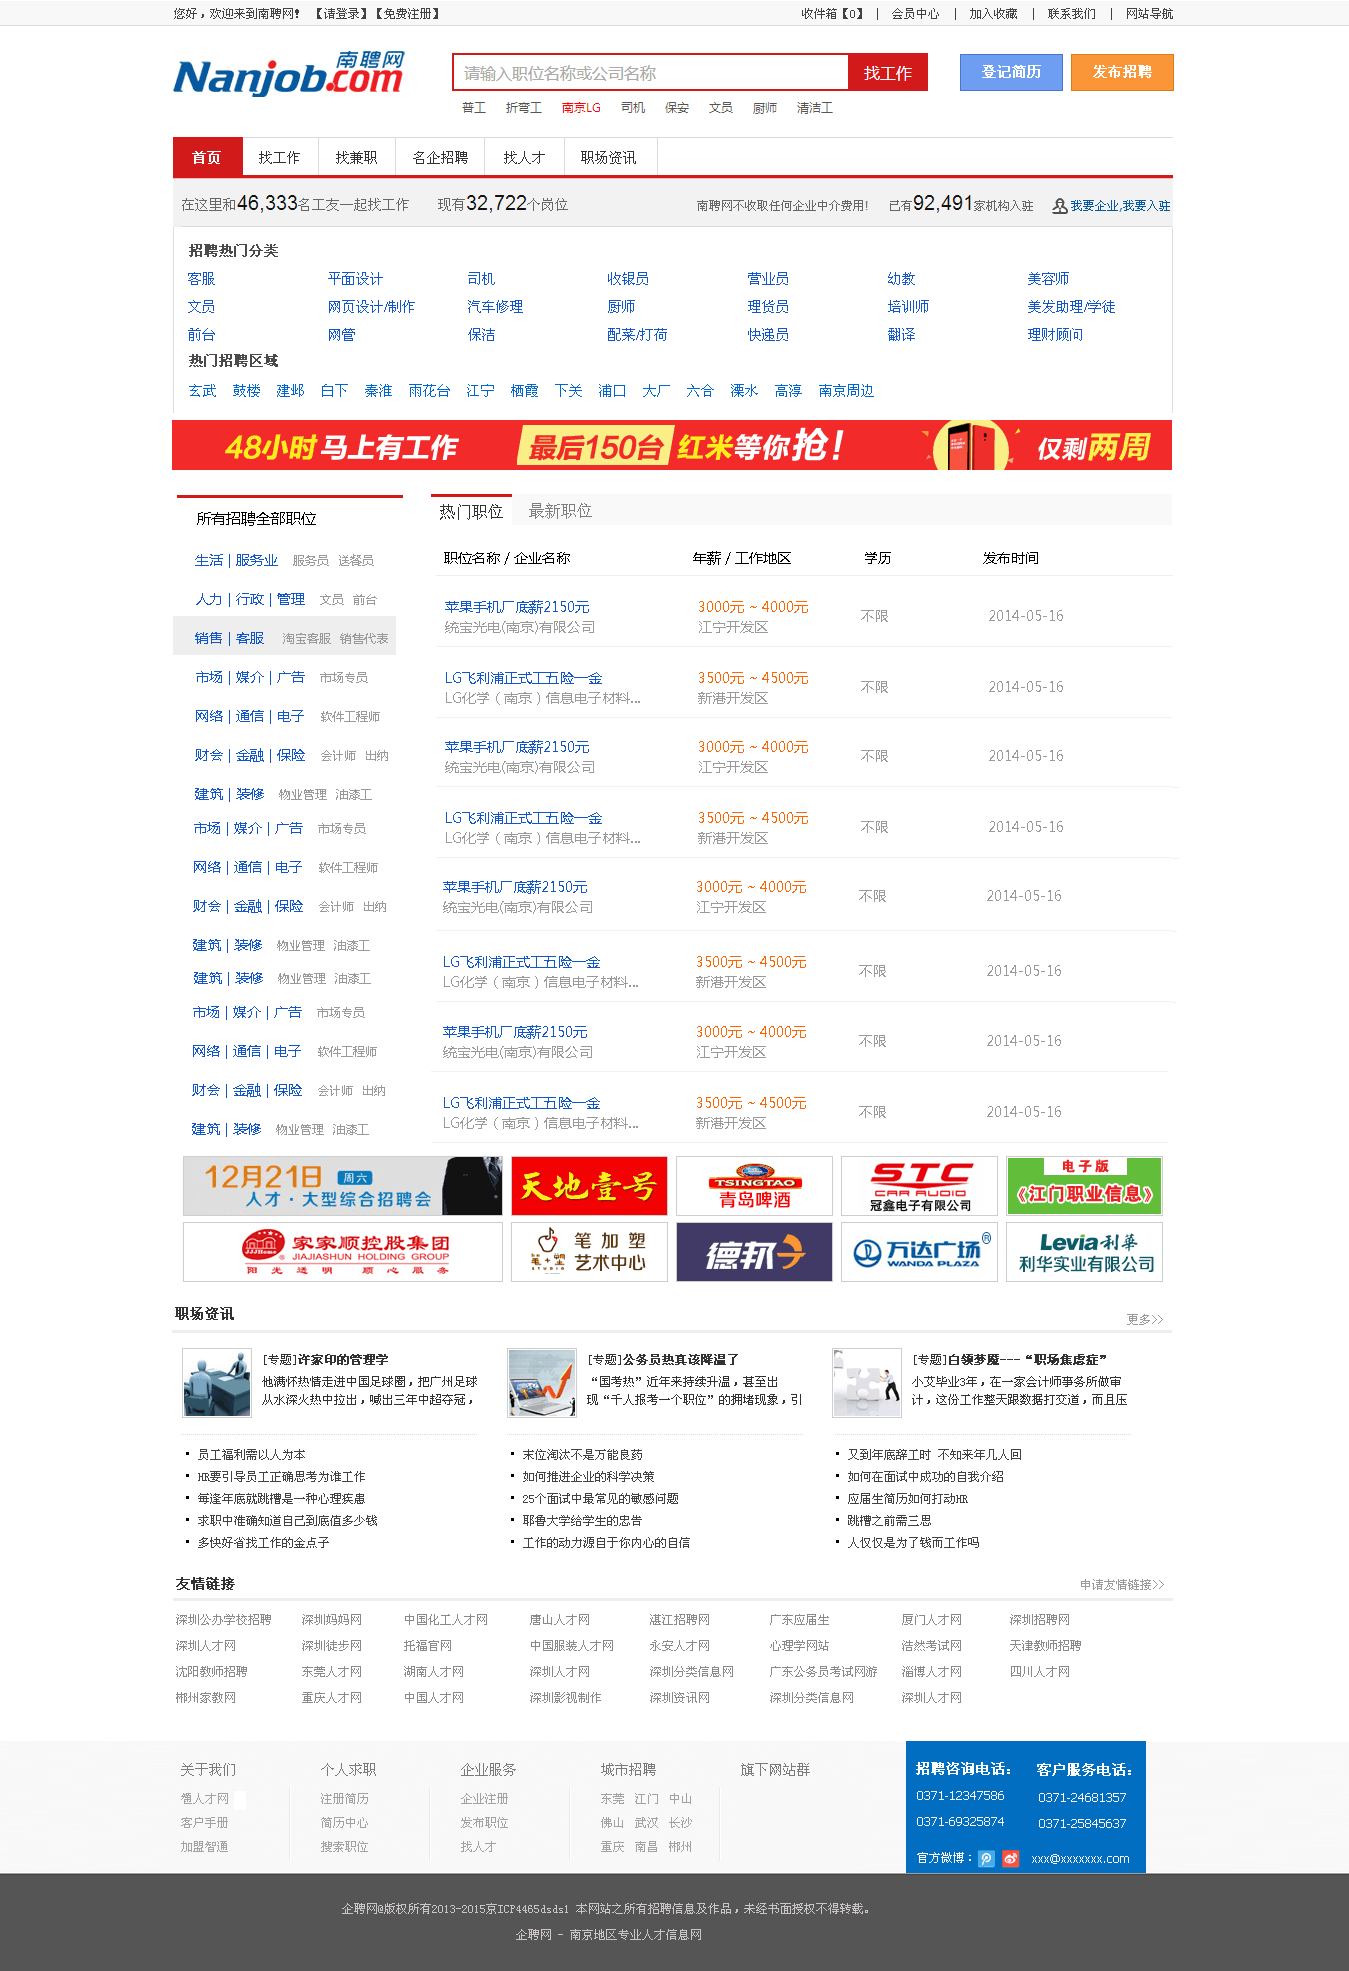 您好，欢迎来到南聘网！ 【请登录】【免费注册】 收件箱【0】 | 会员中心 | 加入收藏 | 联系我们 | 网站导航
南聘网
Nanjob.com
请输入职位名称或公司名称 找工作 登记简历 发布招聘
普工 折弯工 南京LG 司机 保安 文员 厨师 清洁工
首页 找工作 找兼职 名企招聘 找人才 职场资讯
在这里和46,333名工友一起找工作 现有32,722个岗位 南聘网不收取任何企业中介费用! 已有92,491家机构入驻 我要企业,我要入驻
招聘热门分类
客服 平面设计 司机 收银员 营业员 幼教 美容师
文员 网页设计/制作 汽车修理 厨师 理货员 培训师 美发助理/学徒
前台 网管 保洁 配菜/打荷 快递员 翻译 理财顾问
热门招聘区域
玄武 鼓楼 建邺 白下 秦淮 雨花台 江宁 栖霞 下关 浦口 大厂 六合 溧水 高淳 南京周边
48小时马上有工作 最后150台红米等你抢！ 仅剩两周
所有招聘全部职位
生活 | 服务业 服务员 送餐员
人力 | 行政 | 管理 文员 前台
销售 | 客服 淘宝客服 销售代表
市场 | 媒介 | 广告 市场专员
网络 | 通信 | 电子 软件工程师
财会 | 金融 | 保险 会计师 出纳
建筑 | 装修 物业管理 油漆工
市场 | 媒介 | 广告 市场专员
网络 | 通信 | 电子 软件工程师
财会 | 金融 | 保险 会计师 出纳
建筑 | 装修 物业管理 油漆工
建筑 | 装修 物业管理 油漆工
市场 | 媒介 | 广告 市场专员
网络 | 通信 | 电子 软件工程师
财会 | 金融 | 保险 会计师 出纳
建筑 | 装修 物业管理 油漆工
热门职位 最新职位
职位名称 / 企业名称 年薪 / 工作地区 学历 发布时间
苹果手机厂底薪2150元 3000元 ~ 4000元 不限 2014-05-16
统宝光电(南京)有限公司 江宁开发区
LG飞利浦正式工五险一金 3500元 ~ 4500元 不限 2014-05-16
LG化学（南京）信息电子材料... 新港开发区
苹果手机厂底薪2150元 3000元 ~ 4000元 不限 2014-05-16
统宝光电(南京)有限公司 江宁开发区
LG飞利浦正式工五险一金 3500元 ~ 4500元 不限 2014-05-16
LG化学（南京）信息电子材料... 新港开发区
苹果手机厂底薪2150元 3000元 ~ 4000元 不限 2014-05-16
统宝光电(南京)有限公司 江宁开发区
LG飞利浦正式工五险一金 3500元 ~ 4500元 不限 2014-05-16
LG化学（南京）信息电子材料... 新港开发区
苹果手机厂底薪2150元 3000元 ~ 4000元 不限 2014-05-16
统宝光电(南京)有限公司 江宁开发区
LG飞利浦正式工五险一金 3500元 ~ 4500元 不限 2014-05-16
LG化学（南京）信息电子材料... 新港开发区
12月21日 周六
人才·大型综合招聘会
天地壹号
TSINGTAO
青岛啤酒
STC
CAR AUDIO
冠鑫电子有限公司
电子版
《江门职业信息》
JJJHome
家家顺控股集团
JIAJIASHUN HOLDING GROUP
阳光透明 顺心服务
笔加塑
艺术中心
笔+塑
德邦
万达广场®
WANDA PLAZA
Levia利华
利华实业有限公司
职场资讯 更多>>
[专题]许家印的管理学
他满怀热情走进中国足球圈，把广州足球
从水深火热中拉出，喊出三年中超夺冠，
员工福利需以人为本
HR要引导员工正确思考为谁工作
每逢年底就跳槽是一种心理疾患
求职中准确知道自己到底值多少钱
多快好省找工作的金点子
[专题]公务员热真该降温了
“国考热”近年来持续升温，甚至出
现“千人报考一个职位”的拥堵现象，引
末位淘汰不是万能良药
如何推进企业的科学决策
25个面试中最常见的敏感问题
耶鲁大学给学生的忠告
工作的动力源自于你内心的自信
[专题]白领梦魇---“职场焦虑症”
小艾毕业3年，在一家会计师事务所做审
计，这份工作整天跟数据打交道，而且压
又到年底辞工时 不知来年几人回
如何在面试中成功的自我介绍
应届生简历如何打动HR
跳槽之前需三思
人仅仅是为了钱而工作吗
友情链接 申请友情链接>>
深圳公办学校招聘 深圳妈妈网 中国化工人才网 唐山人才网 湛江招聘网 广东应届生 厦门人才网 深圳招聘网
深圳人才网 深圳徒步网 托福官网 中国服装人才网 永安人才网 心理学网站 浩然考试网 天津教师招聘
沈阳教师招聘 东莞人才网 湖南人才网 深圳人才网 深圳分类信息网 广东公务员考试网游 淄博人才网 四川人才网
郴州家教网 重庆人才网 中国人才网 深圳影视制作 深圳资讯网 深圳分类信息网 深圳人才网
关于我们 个人求职 企业服务 城市招聘 旗下网站群
人才网 注册简历 企业注册 东莞 江门 中山
客户手册 简历中心 发布职位 佛山 武汉 长沙
加盟智通 搜索职位 找人才 重庆 南昌 郴州
招聘咨询电话： 客户服务电话：
0371-12347586 0371-24681357
0371-69325874 0371-25845637
官方微博： xxx@xxxxxxx.com
企聘网@版权所有2013-2015京ICP4465dsds1 本网站之所有招聘信息及作品，未经书面授权不得转载。
企聘网 - 南京地区专业人才信息网